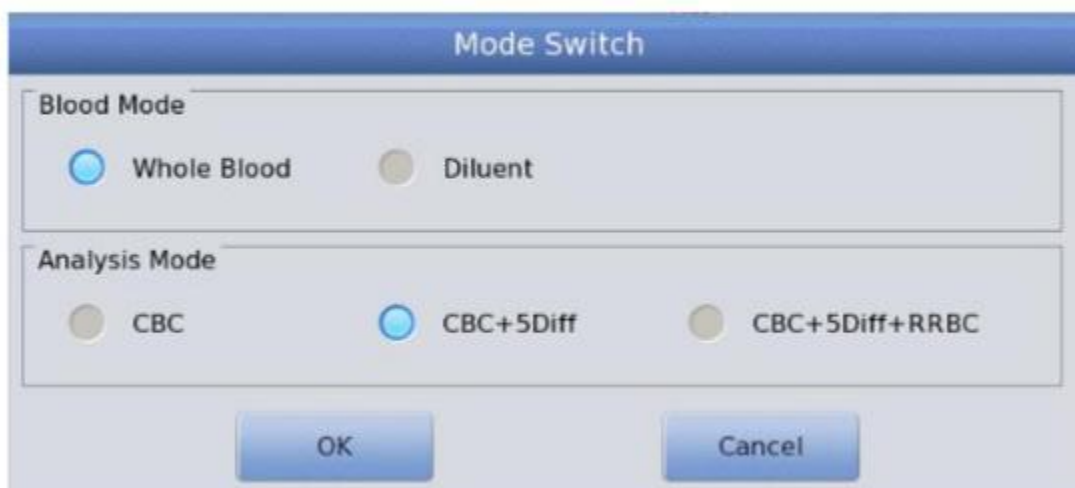 Mode Switch
Blood Mode
Whole Blood Diluent
Analysis Mode
CBC CBC+5Diff CBC+5Diff+RRBC
OK Cancel